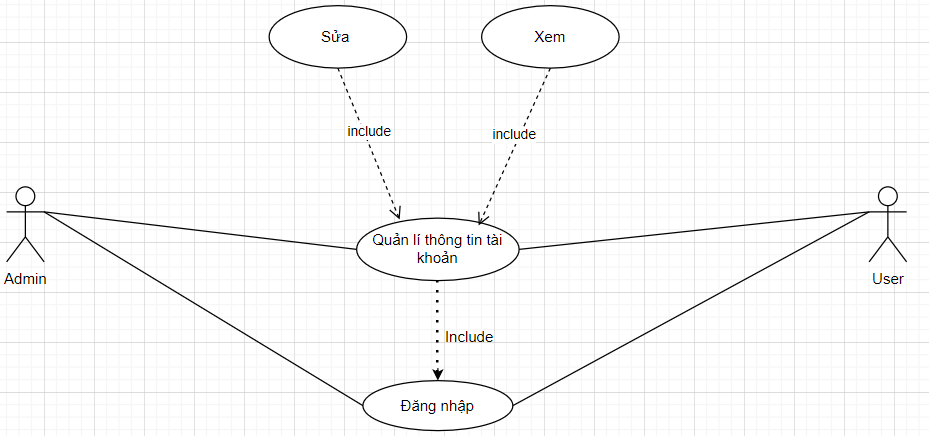 Sửa
Xem
include
include
Quản lí thông tin tài
khoản
Admin
User
Include
Đăng nhập